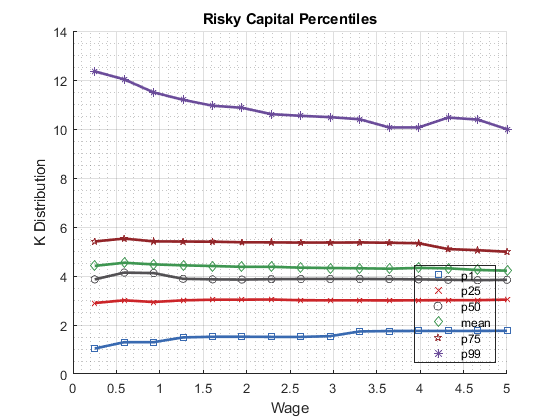 Risky Capital Percentiles
14
12
10
8
6
4
2
0
K Distribution
p1
p25
p50
mean
p75
p99
0 0.5 1 1.5 2 2.5 3 3.5 4 4.5 5
Wage